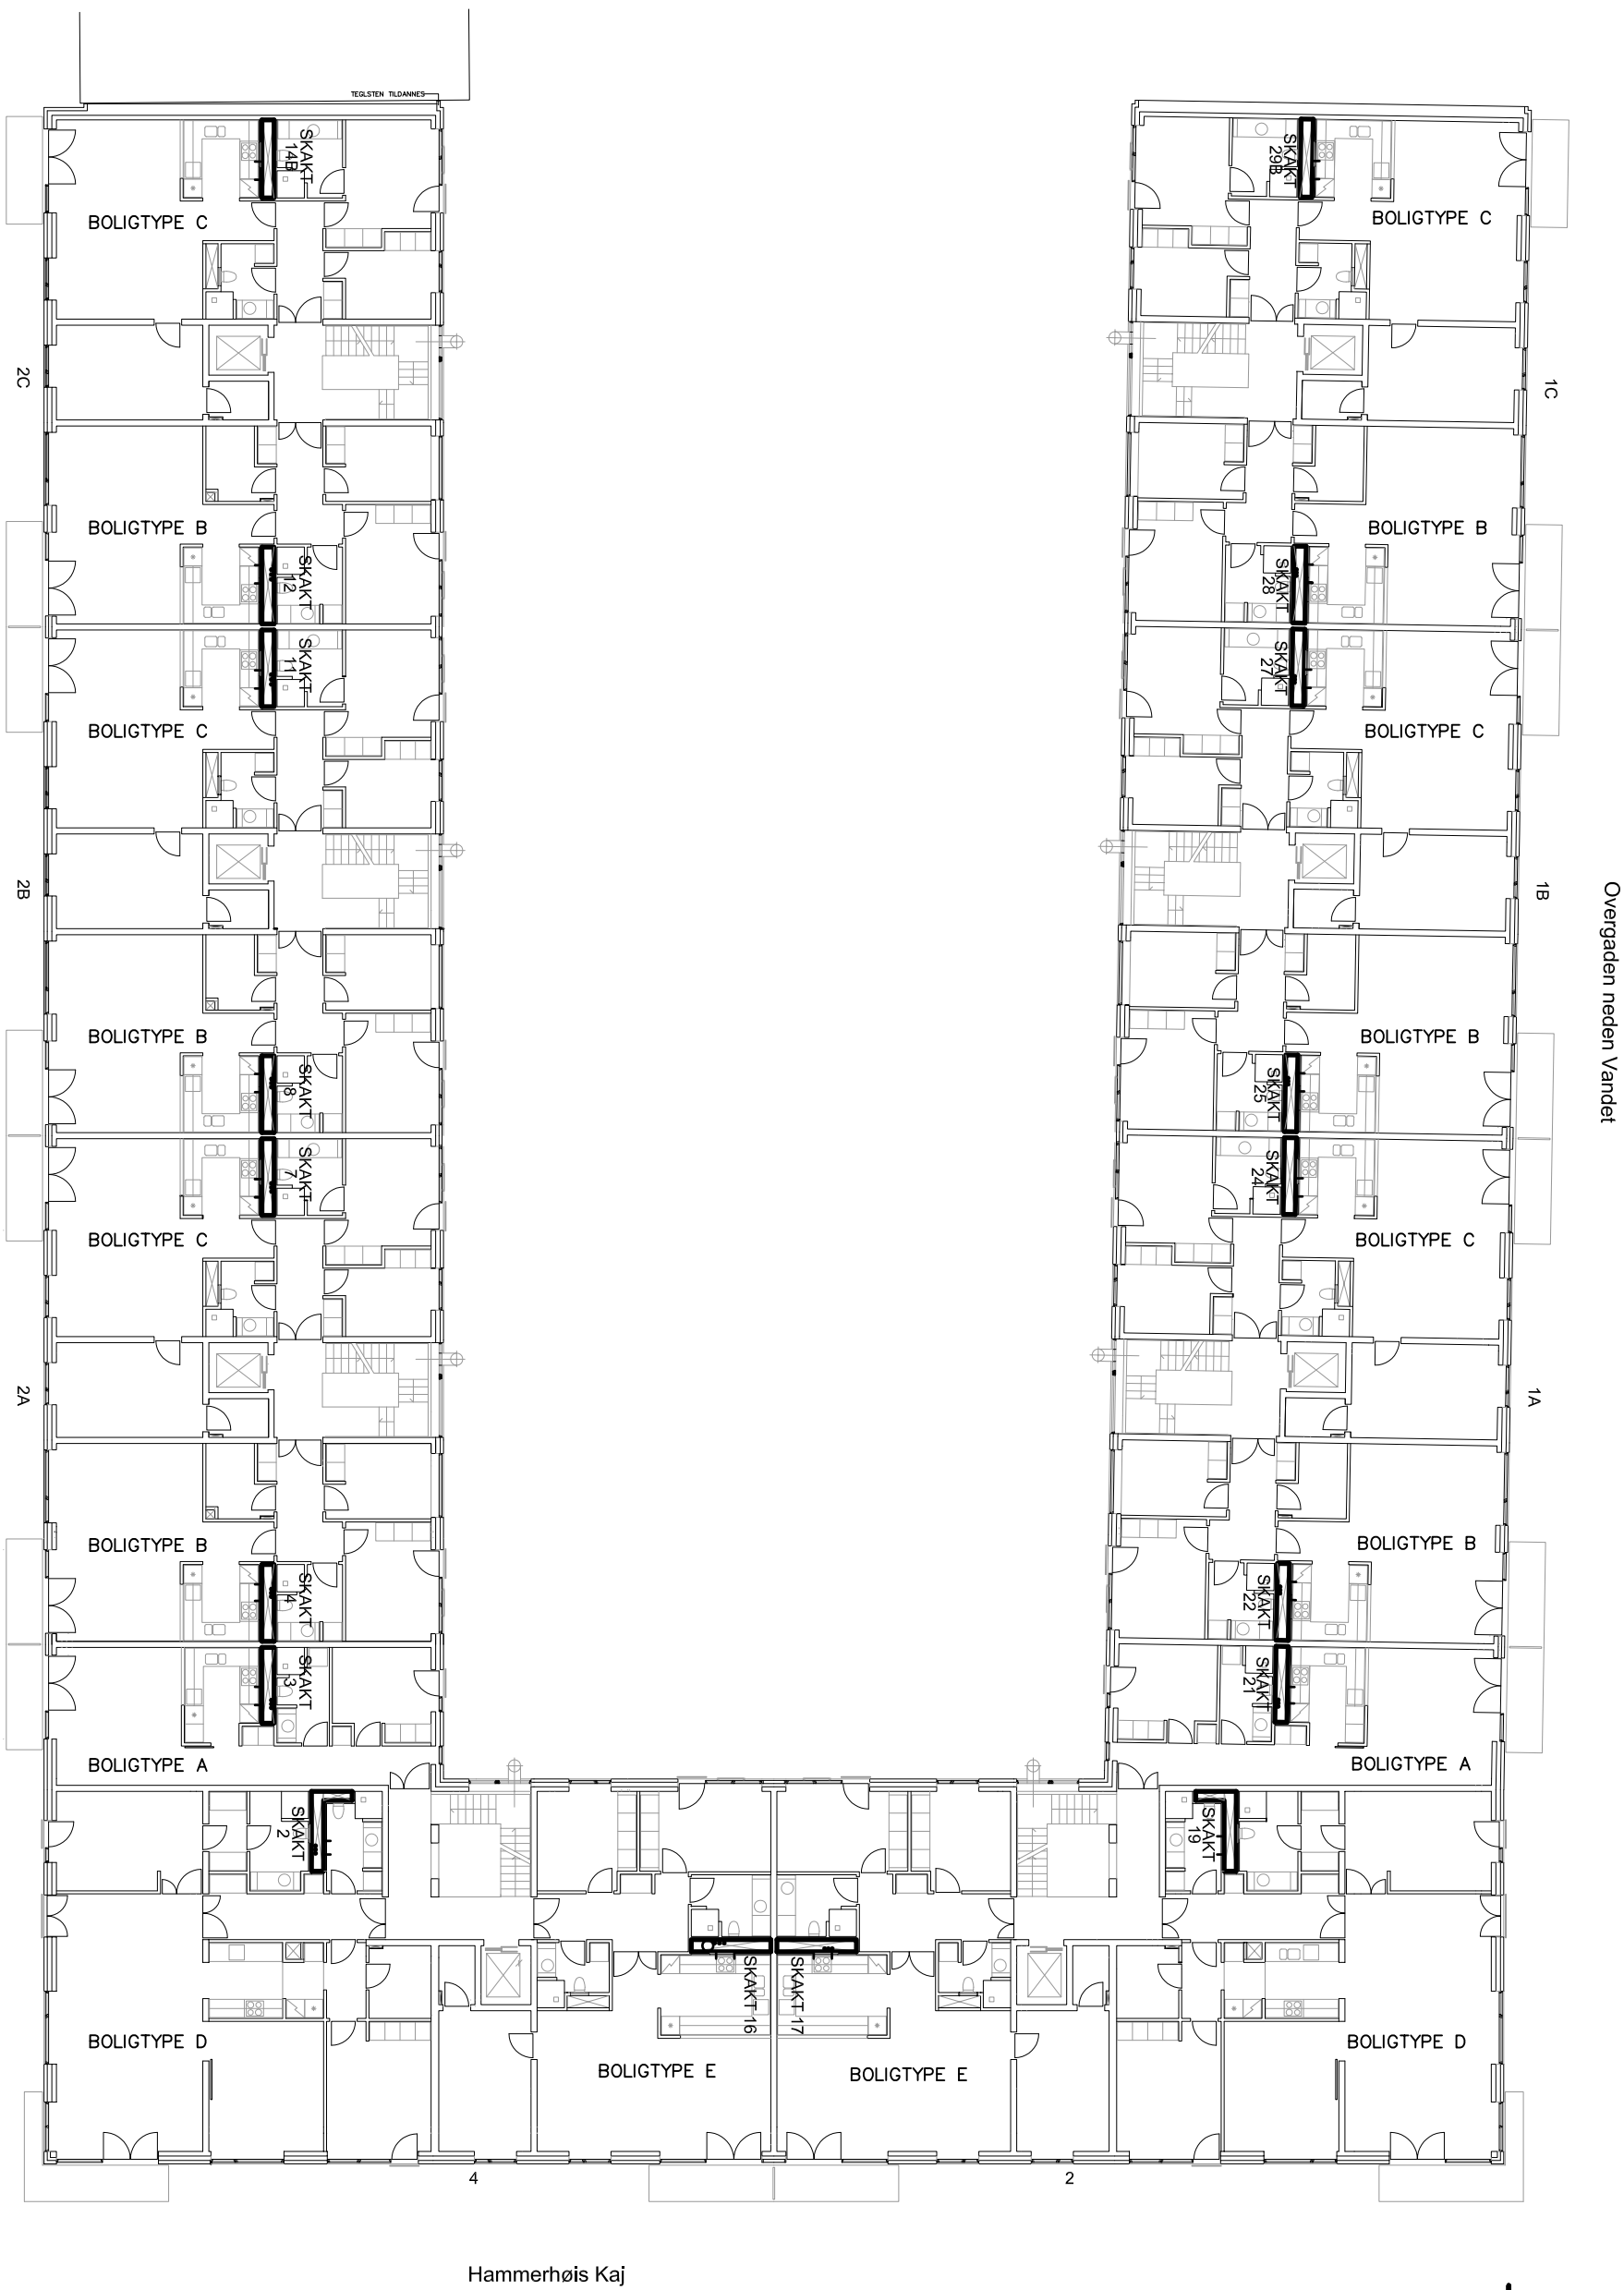 TEGLSTEN TILDANNES
SKAKT
14B
SKAKT
29B
BOLIGTYPE C
BOLIGTYPE C
2C
1C
BOLIGTYPE B
BOLIGTYPE B
SKAKT
12
SKAKT
28
SKAKT
11
SKAKT
27
BOLIGTYPE C
BOLIGTYPE C
2B
1B
Overgaden neden Vandet
BOLIGTYPE B
BOLIGTYPE B
SKAKT
8
SKAKT
25
SKAKT
7
SKAKT
24
BOLIGTYPE C
BOLIGTYPE C
2A
1A
BOLIGTYPE B
BOLIGTYPE B
SKAKT
4
SKAKT
22
SKAKT
3
SKAKT
21
BOLIGTYPE A
BOLIGTYPE A
SKAKT
2
SKAKT
19
SKAKT 16
SKAKT 17
BOLIGTYPE D
BOLIGTYPE E
BOLIGTYPE E
BOLIGTYPE D
4
2
Hammerhøis Kaj